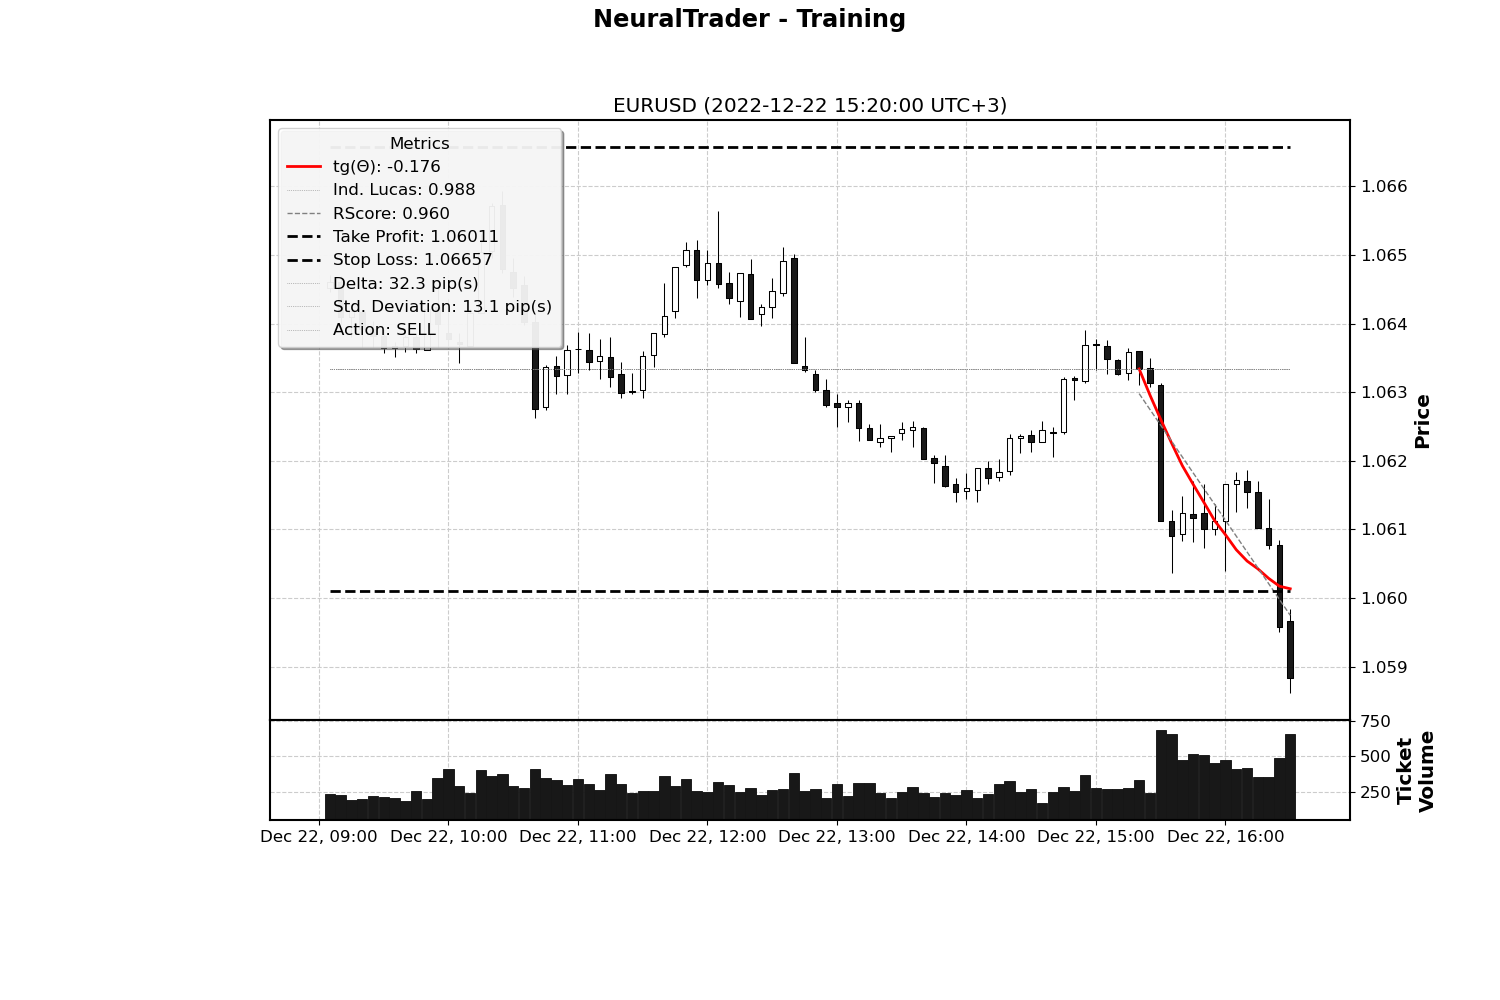 NeuralTrader - Training
EURUSD (2022-12-22 15:20:00 UTC+3)
Metrics
tg(Θ): -0.176
Ind. Lucas: 0.988
RScore: 0.960
Take Profit: 1.06011
Stop Loss: 1.06657
Delta: 32.3 pip(s)
Std. Deviation: 13.1 pip(s)
Action: SELL
1.066
1.065
1.064
1.063
1.062
1.061
1.060
1.059
Price
750
500
250
Ticket
Volume
Dec 22, 09:00 Dec 22, 10:00 Dec 22, 11:00 Dec 22, 12:00 Dec 22, 13:00 Dec 22, 14:00 Dec 22, 15:00 Dec 22, 16:00